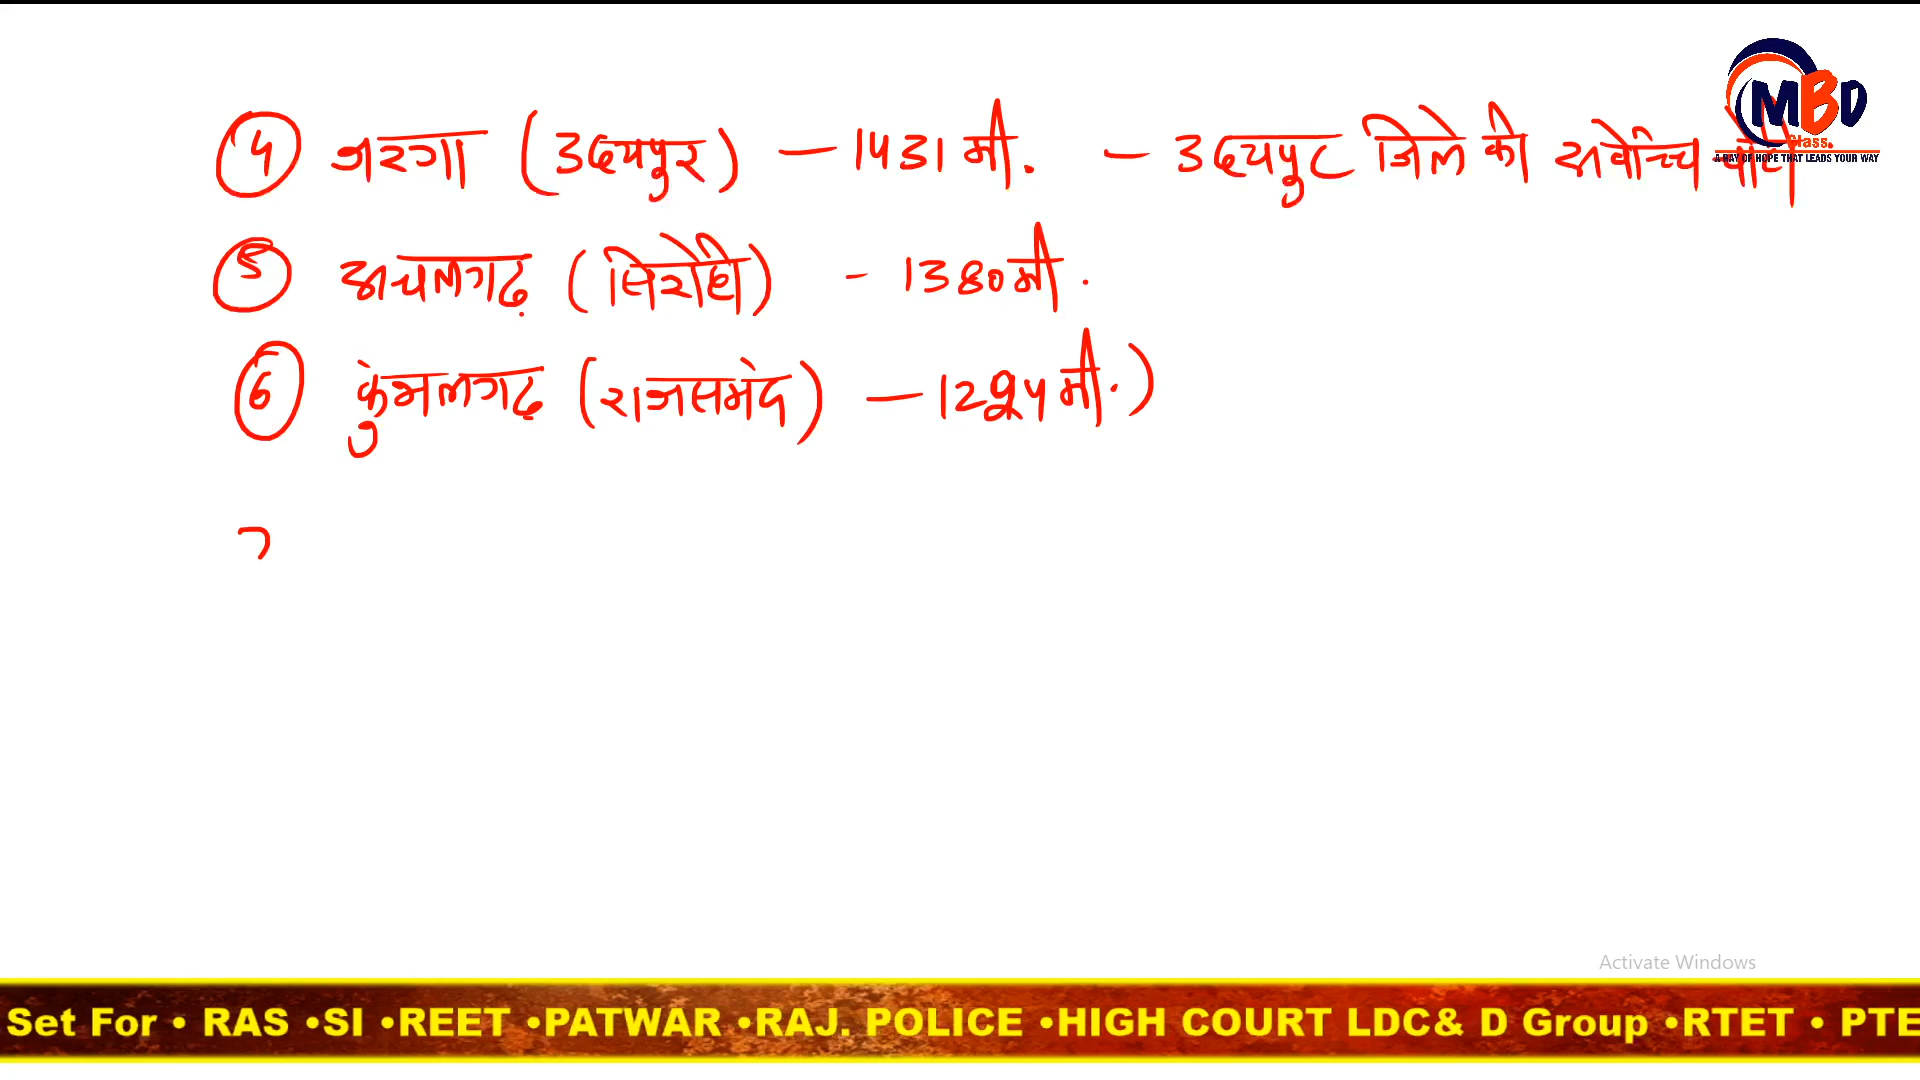 MBD
Class.
A RAY OF HOPE THAT LEADS YOUR WAY
④ जरगा (उदयपुर) — 1431 मी. — उदयपुर जिले की सर्वोच्च चोटी
⑤ अचलगढ़ (सिरोही) - 1380 मी.
⑥ कुंभलगढ़ (राजसमंद) — 1224 मी.)
Activate Windows
Set For • RAS •SI •REET •PATWAR •RAJ. POLICE •HIGH COURT LDC& D Group •RTET • PTE